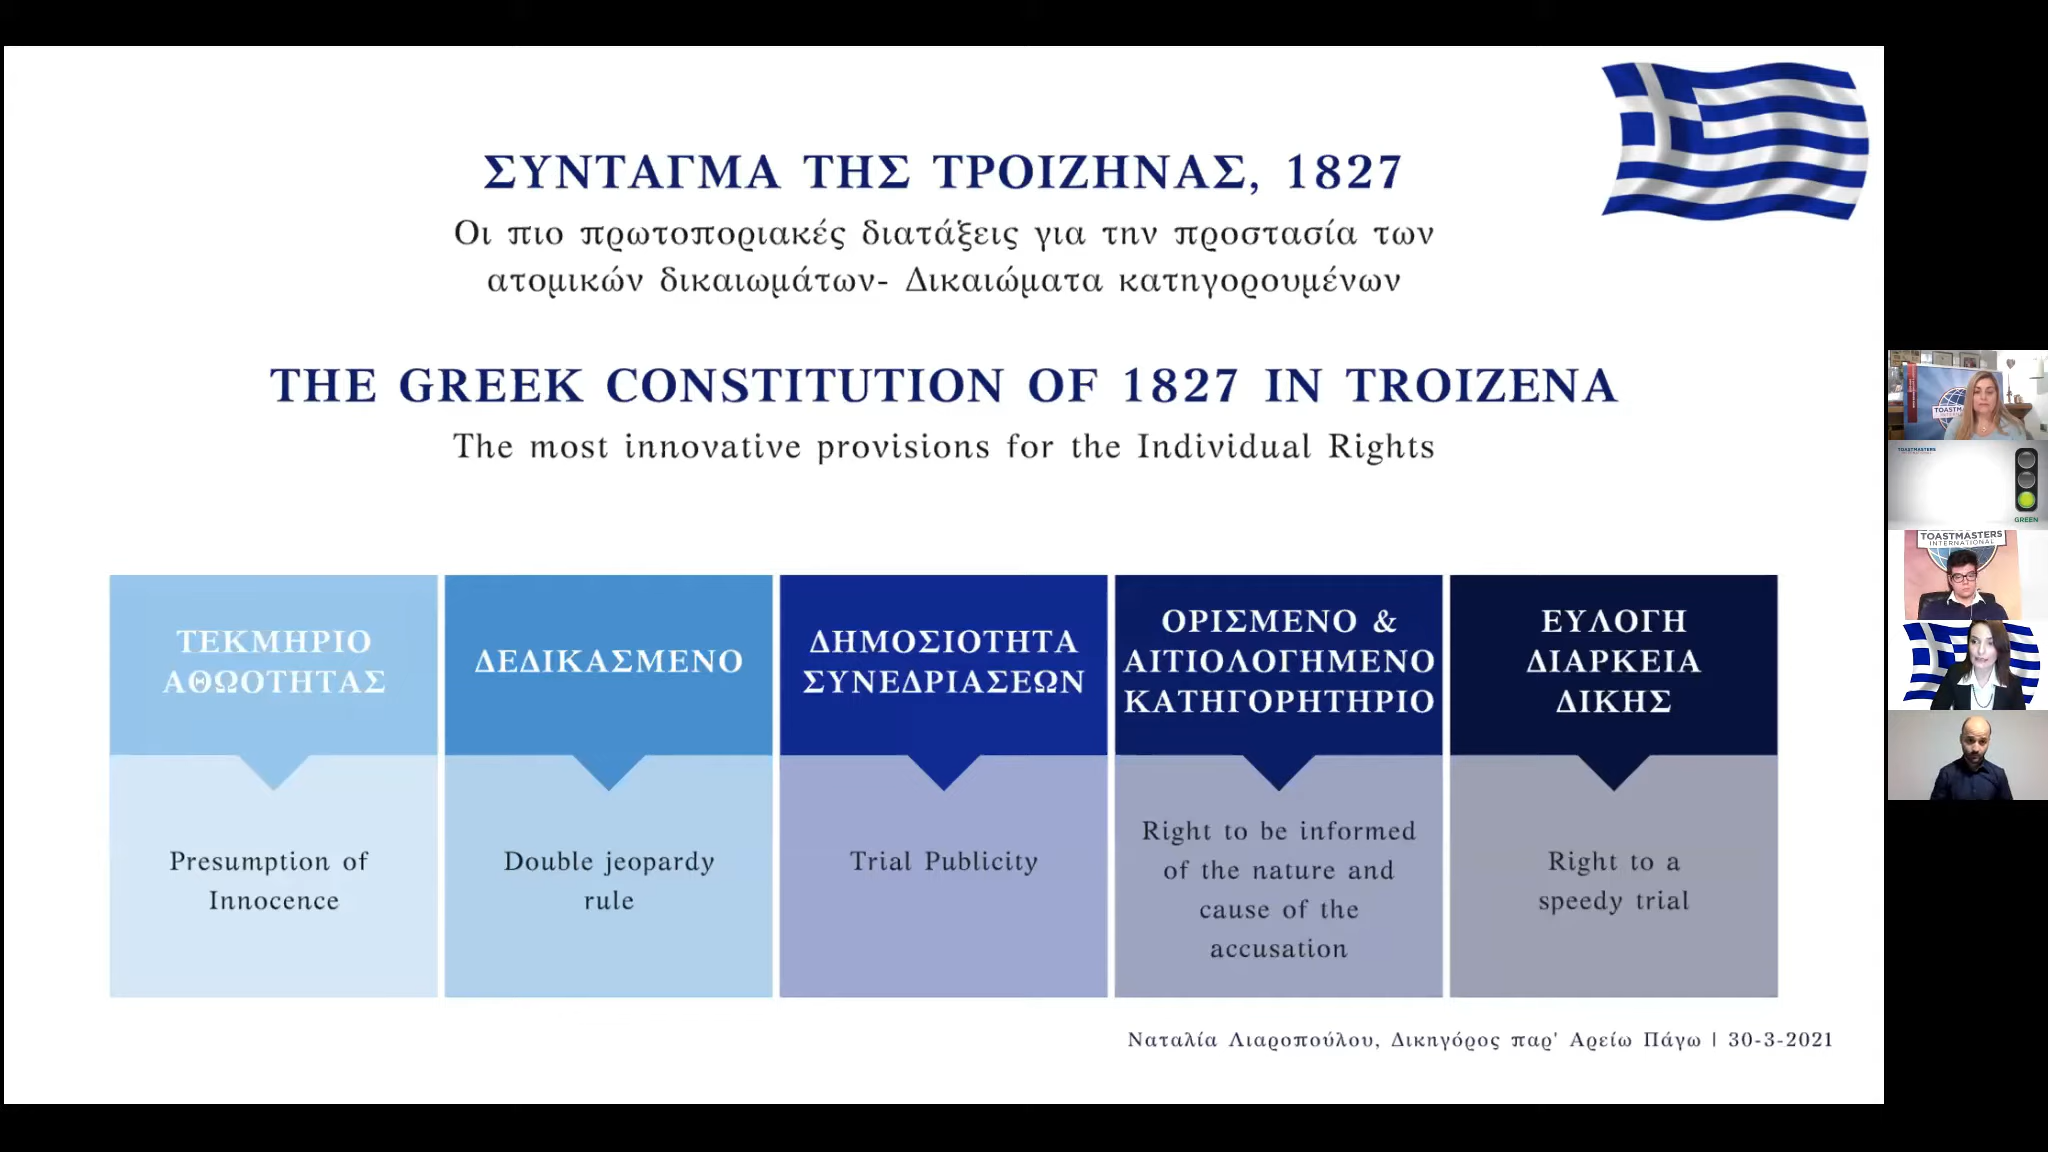 ΣΥΝΤΑΓΜΑ ΤΗΣ ΤΡΟΙΖΗΝΑΣ, 1827
Οι πιο πρωτοποριακές διατάξεις για την προστασία των
ατομικών δικαιωμάτων- Δικαιώματα κατηγορουμένων
THE GREEK CONSTITUTION OF 1827 IN TROIZENA
The most innovative provisions for the Individual Rights
ΤΕΚΜΗΡΙΟ
ΑΘΩΟΤΗΤΑΣ
Presumption of
Innocence
ΔΕΔΙΚΑΣΜΕΝΟ
Double jeopardy
rule
ΔΗΜΟΣΙΟΤΗΤΑ
ΣΥΝΕΔΡΙΑΣΕΩΝ
Trial Publicity
ΟΡΙΣΜΕΝΟ &
ΑΙΤΙΟΛΟΓΗΜΕΝΟ
ΚΑΤΗΓΟΡΗΤΗΡΙΟ
Right to be informed
of the nature and
cause of the
accusation
ΕΥΛΟΓΗ
ΔΙΑΡΚΕΙΑ
ΔΙΚΗΣ
Right to a
speedy trial
Ναταλία Λιαροπούλου, Δικηγόρος παρ' Αρείω Πάγω | 30-3-2021
TOASTMASTERS
GREEN
TOASTMASTERS
INTERNATIONAL